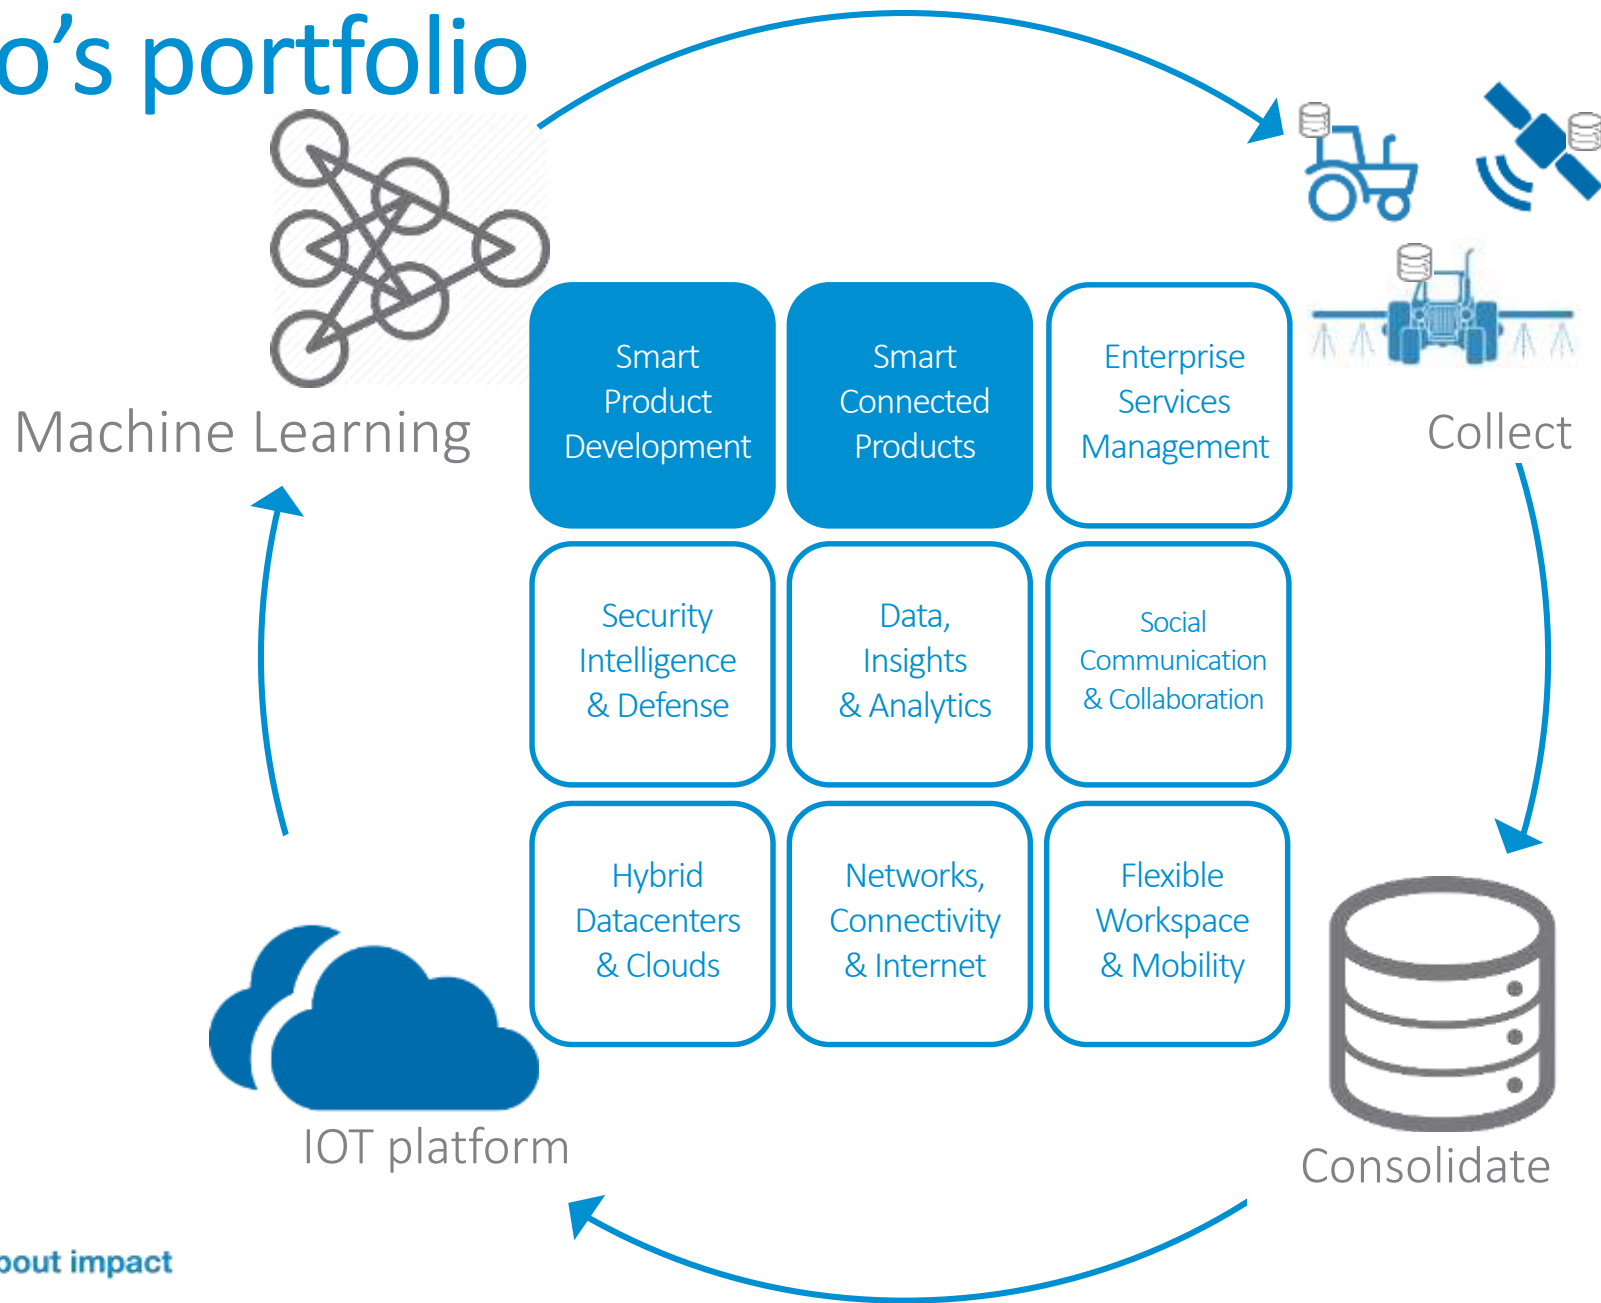 o's portfolio
Machine Learning
Collect
Smart
Product
Development
Smart
Connected
Products
Enterprise
Services
Management
Security
Intelligence
& Defense
Data,
Insights
& Analytics
Social
Communication
& Collaboration
Hybrid
Datacenters
& Clouds
Networks,
Connectivity
& Internet
Flexible
Workspace
& Mobility
IOT platform
Consolidate
bout impact